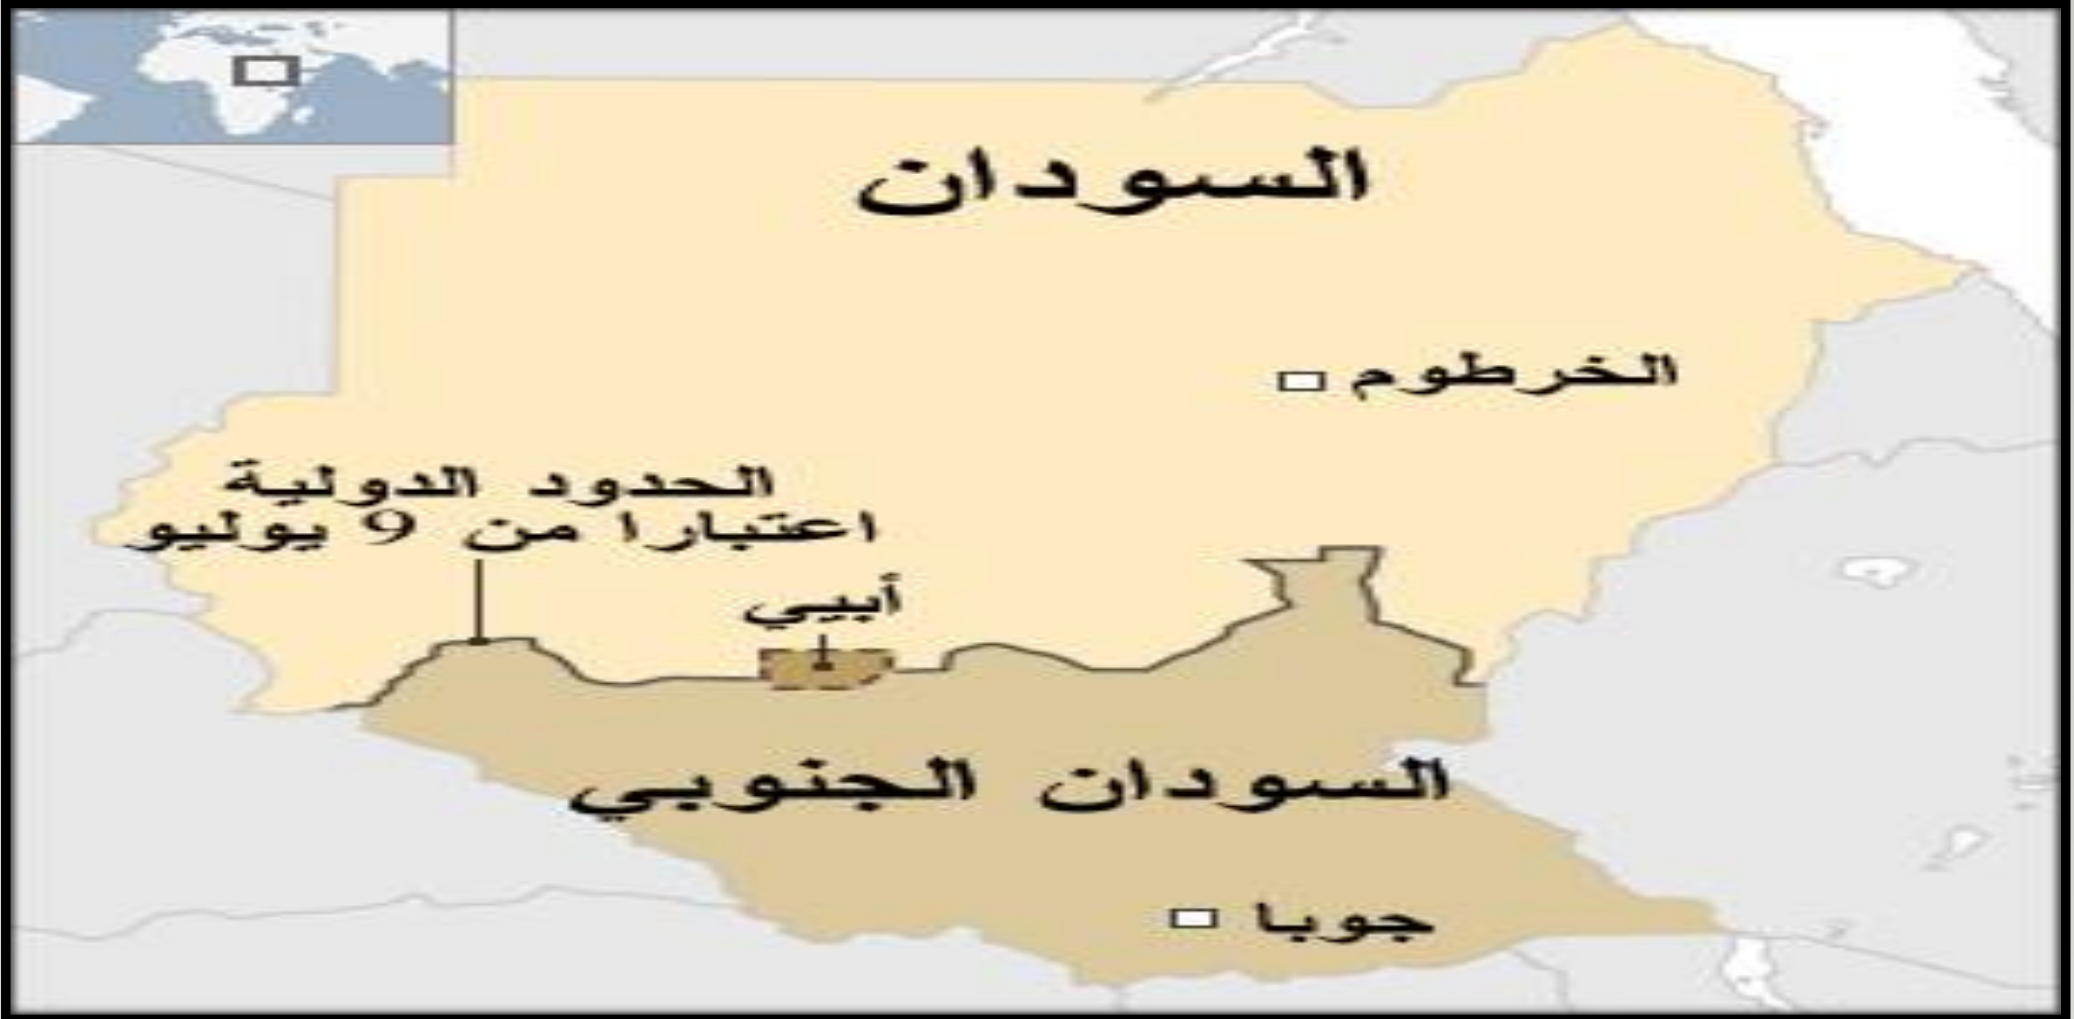 السودان
الخرطوم
الحدود الدولية
اعتبارا من 9 يوليو
أبيي
السودان الجنوبي
جوبا